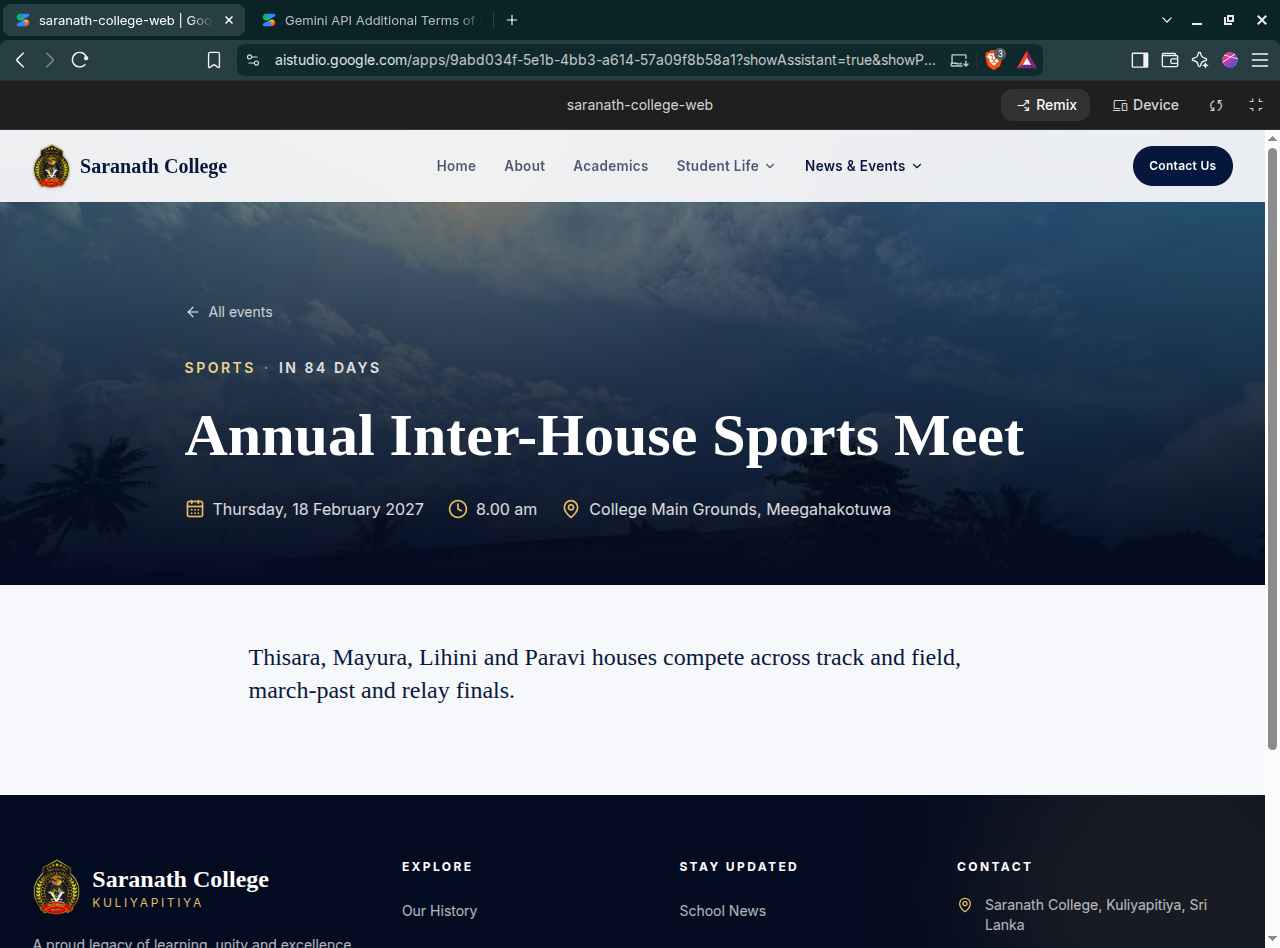 saranath-college-web | Goo
Gemini API Additional Terms of
aistudio.google.com/apps/9abd034f-5e1b-4bb3-a614-57a09f8b58a1?showAssistant=true&showP...
3
saranath-college-web
Remix
Device
Saranath College
Home
About
Academics
Student Life
News & Events
Contact Us
All events
SPORTS · IN 84 DAYS
Annual Inter-House Sports Meet
Thursday, 18 February 2027
8.00 am
College Main Grounds, Meegahakotuwa
Thisara, Mayura, Lihini and Paravi houses compete across track and field,
march-past and relay finals.
Saranath College
KULIYAPITIYA
A proud legacy of learning, unity and excellence
EXPLORE
Our History
STAY UPDATED
School News
CONTACT
Saranath College, Kuliyapitiya, Sri
Lanka